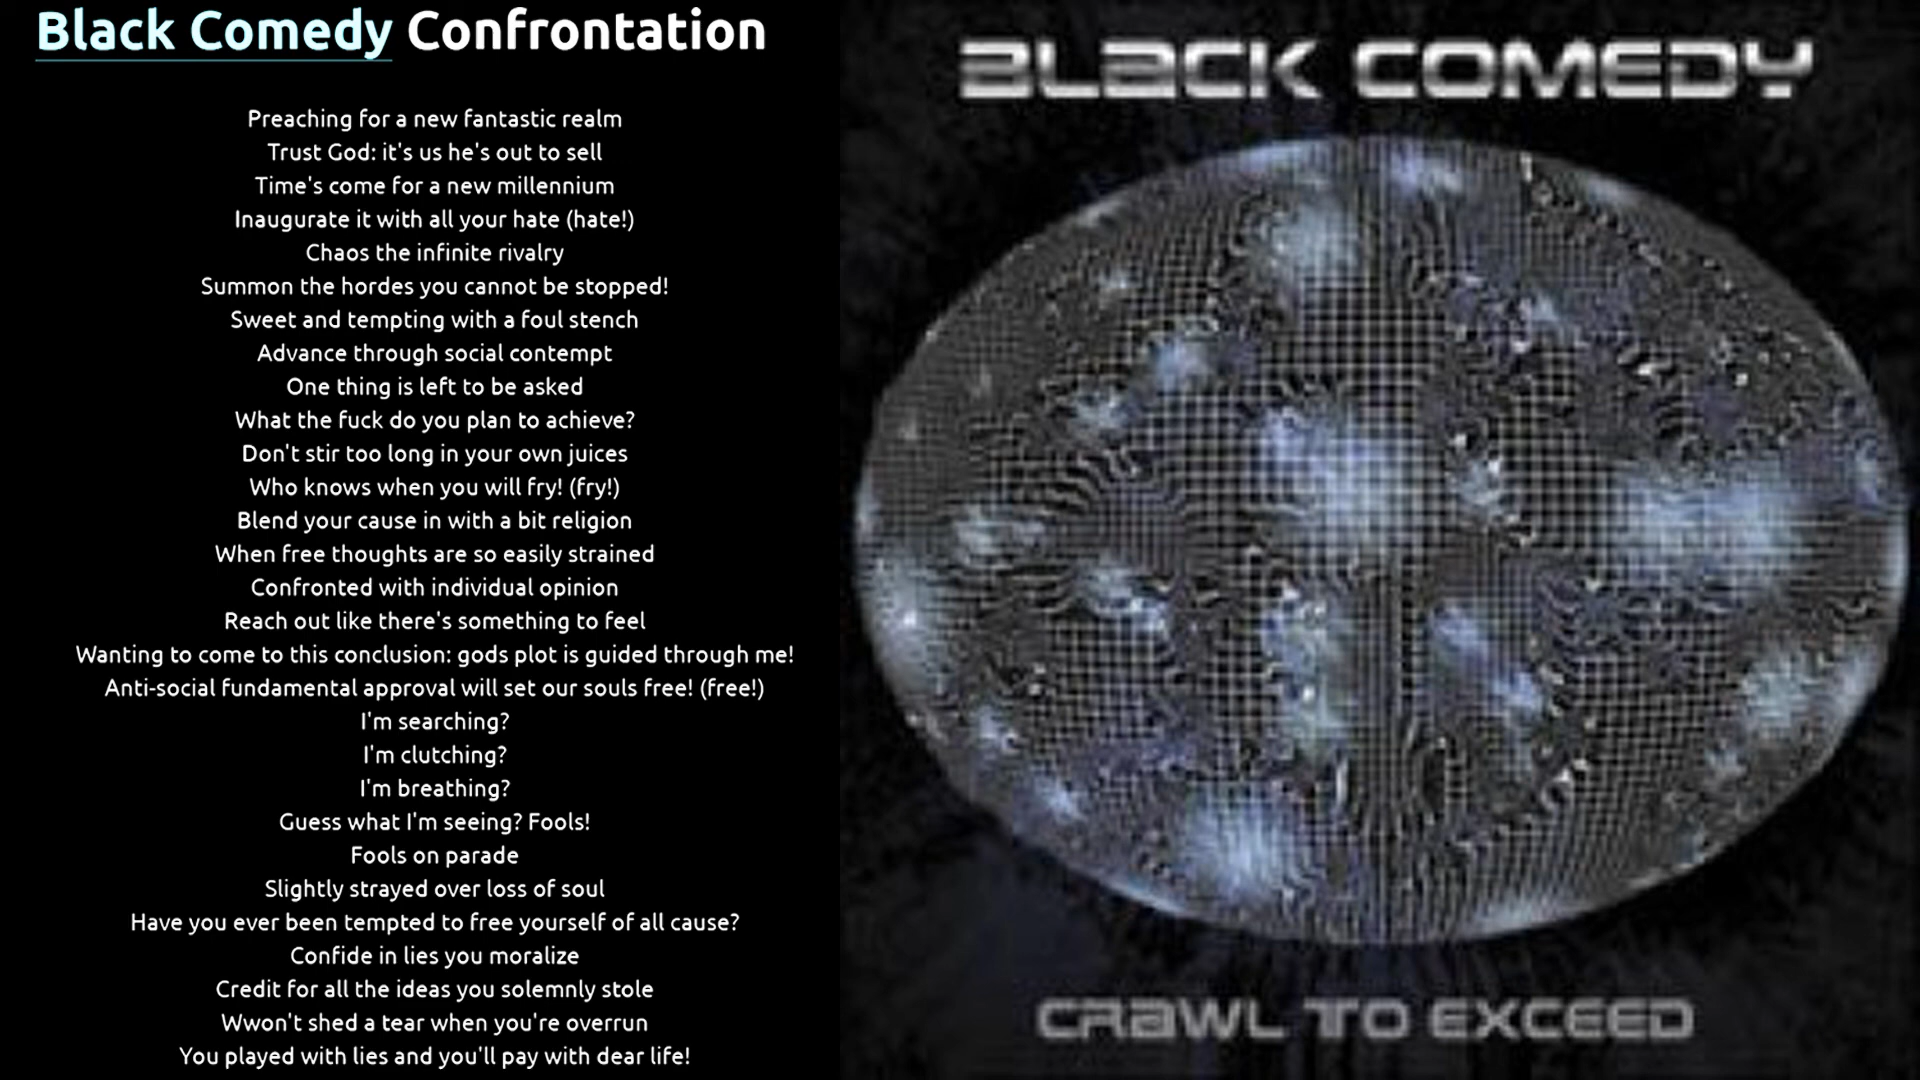 Black Comedy Confrontation
Preaching for a new fantastic realm
Trust God: it's us he's out to sell
Time's come for a new millennium
Inaugurate it with all your hate (hate!)
Chaos the infinite rivalry
Summon the hordes you cannot be stopped!
Sweet and tempting with a foul stench
Advance through social contempt
One thing is left to be asked
What the fuck do you plan to achieve?
Don't stir too long in your own juices
Who knows when you will fry! (fry!)
Blend your cause in with a bit religion
When free thoughts are so easily strained
Confronted with individual opinion
Reach out like there's something to feel
Wanting to come to this conclusion: gods plot is guided through me!
Anti-social fundamental approval will set our souls free! (free!)
I'm searching?
I'm clutching?
I'm breathing?
Guess what I'm seeing? Fools!
Fools on parade
Slightly strayed over loss of soul
Have you ever been tempted to free yourself of all cause?
Confide in lies you moralize
Credit for all the ideas you solemnly stole
Wwon't shed a tear when you're overrun
You played with lies and you'll pay with dear life!
BLACK COMEDY
CRAWL TO EXCEED